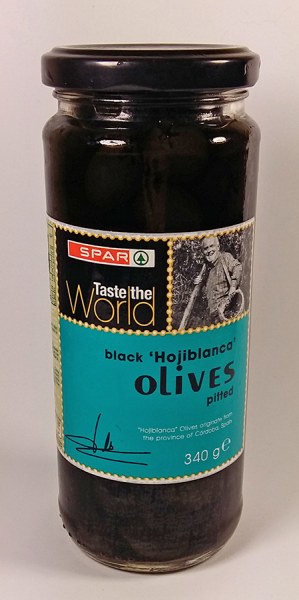 SPAR
Taste the
World
black 'Hojiblanca'
OLIVES
pitted
"Hojiblanca" Olives originate from
the province of Córdoba, Spain
340 g ℮